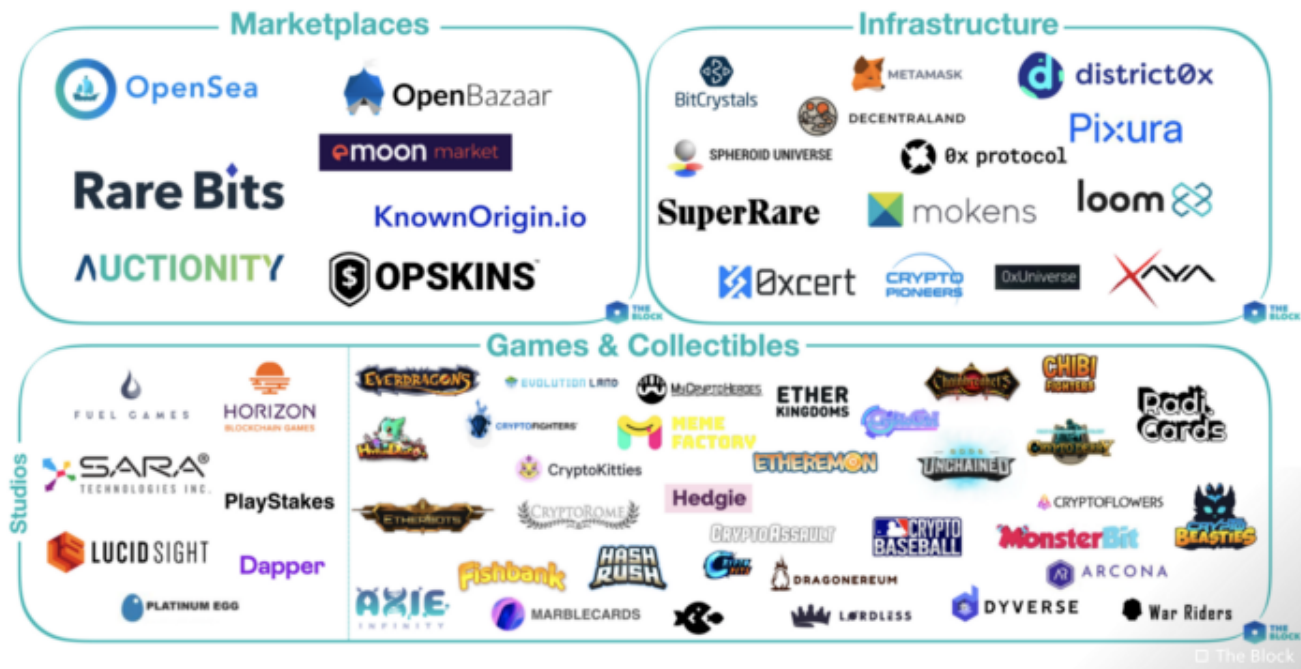 Marketplaces
OpenSea
OpenBazaar
emoon market
Rare Bits
KnownOrigin.io
AUCTIONITY
OPSKINS™
THE BLOCK
Infrastructure
BitCrystals
METAMASK
district0x
DECENTRALAND
Pixura
SPHEROID UNIVERSE
0x protocol
SuperRare
mokens
loom
0xcert
CRYPTO
PIONEERS
0xUniverse
XAYA
THE BLOCK
Games & Collectibles
Studios
FUEL GAMES
HORIZON
BLOCKCHAIN GAMES
SARA®
TECHNOLOGIES INC.
PlayStakes
LUCID SIGHT
Dapper
PLATINUM EGG
EVERDRAGONS
EVOLUTION LAND
MYCRYPTOHEROES
ETHER
KINGDOMS
CHIBI
FIGHTERS
Radi.
Cards
CRYPTOFIGHTERS
MEME
FACTORY
ETHEREMON
UNCHAINED
CryptoKitties
Hedgie
CRYPTOFLOWERS
ETHERBOTS
CRYPTOROME
CRYPTOASSAULT
CRYPTO
BASEBALL
MonsterBit
BEASTIES
Fishbank
HASH
RUSH
DRAGONEREUM
ARCONA
AXIE
INFINITY
MARBLECARDS
LORDLESS
DYVERSE
War Riders
THE BLOCK
The Block